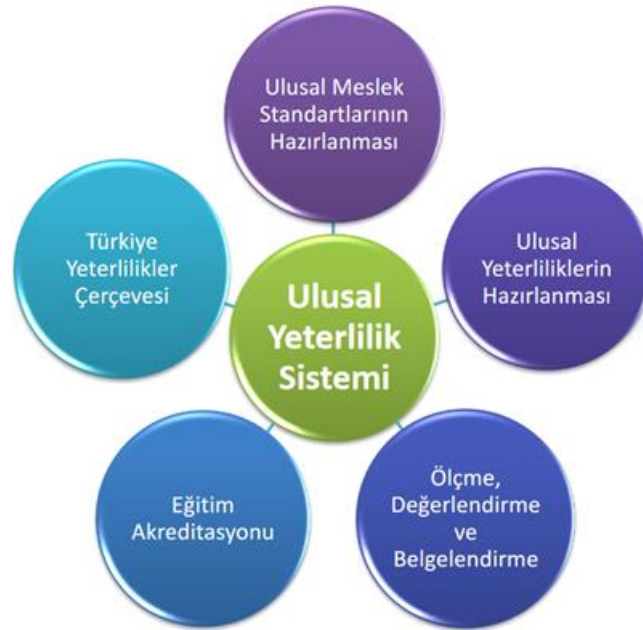 Ulusal Meslek
Standartlarının
Hazırlanması
Türkiye
Yeterlilikler
Çerçevesi
Ulusal
Yeterliliklerin
Hazırlanması
Ulusal
Yeterlilik
Sistemi
Eğitim
Akreditasyonu
Ölçme,
Değerlendirme
ve
Belgelendirme